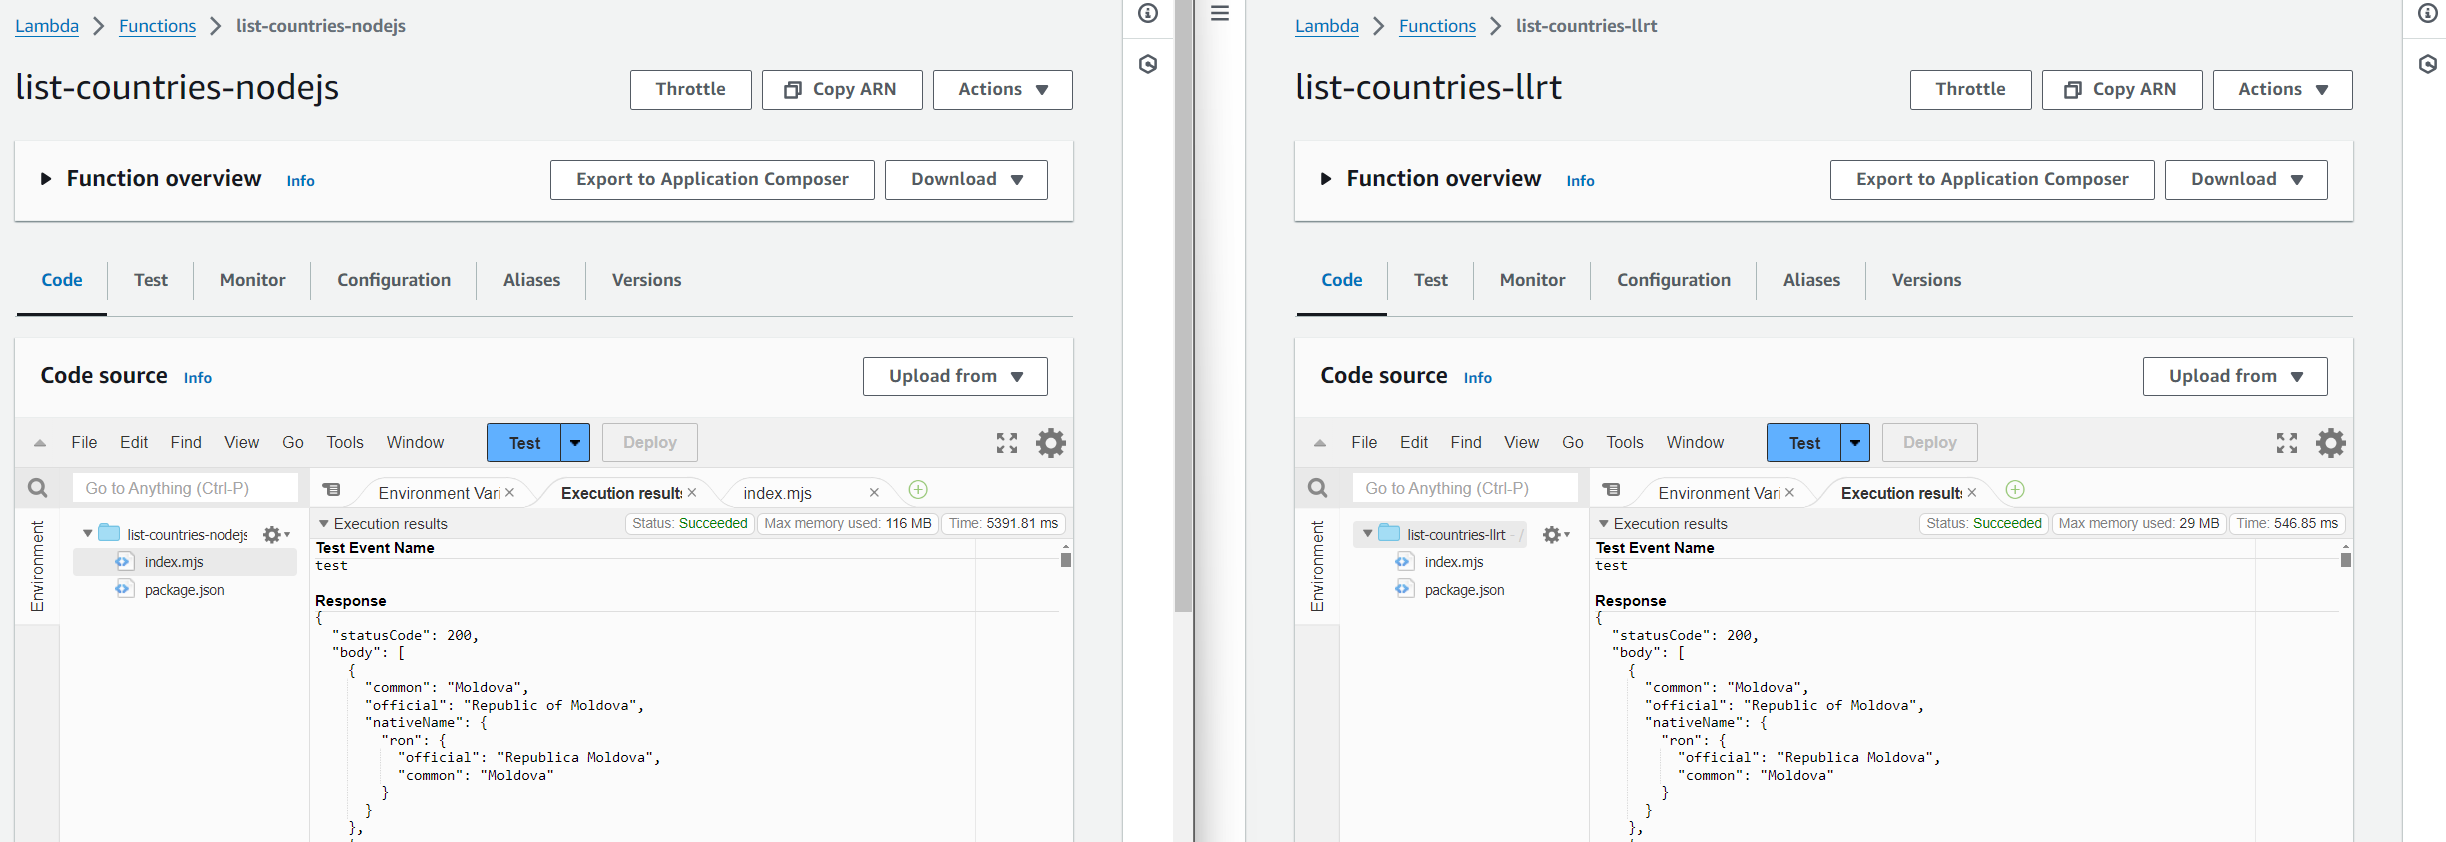 Lambda > Functions > list-countries-nodejs
list-countries-nodejs
Throttle Copy ARN Actions
Function overview Info
Export to Application Composer Download
Code Test Monitor Configuration Aliases Versions
Code source Info
Upload from
File Edit Find View Go Tools Window Test Deploy
Go to Anything (Ctrl-P)
Environment Vari × Execution results × index.mjs ×
Environment
list-countries-nodejs
index.mjs
package.json
Execution results Status: Succeeded Max memory used: 116 MB Time: 5391.81 ms
Test Event Name
test
Response
{
"statusCode": 200,
"body": [
{
"common": "Moldova",
"official": "Republic of Moldova",
"nativeName": {
"ron": {
"official": "Republica Moldova",
"common": "Moldova"
}
}
},
Lambda > Functions > list-countries-llrt
list-countries-llrt
Throttle Copy ARN Actions
Function overview Info
Export to Application Composer Download
Code Test Monitor Configuration Aliases Versions
Code source Info
Upload from
File Edit Find View Go Tools Window Test Deploy
Go to Anything (Ctrl-P)
Environment Vari × Execution results ×
Environment
list-countries-llrt - /
index.mjs
package.json
Execution results Status: Succeeded Max memory used: 29 MB Time: 546.85 ms
Test Event Name
test
Response
{
"statusCode": 200,
"body": [
{
"common": "Moldova",
"official": "Republic of Moldova",
"nativeName": {
"ron": {
"official": "Republica Moldova",
"common": "Moldova"
}
}
},